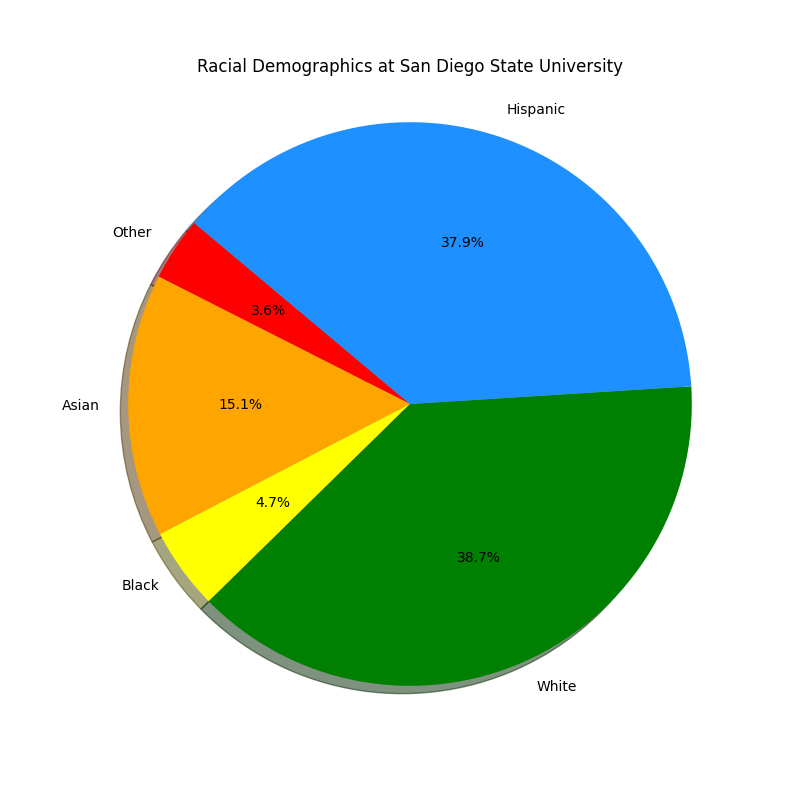 Racial Demographics at San Diego State University
Hispanic
37.9%
Other
3.6%
Asian
15.1%
4.7%
Black
38.7%
White